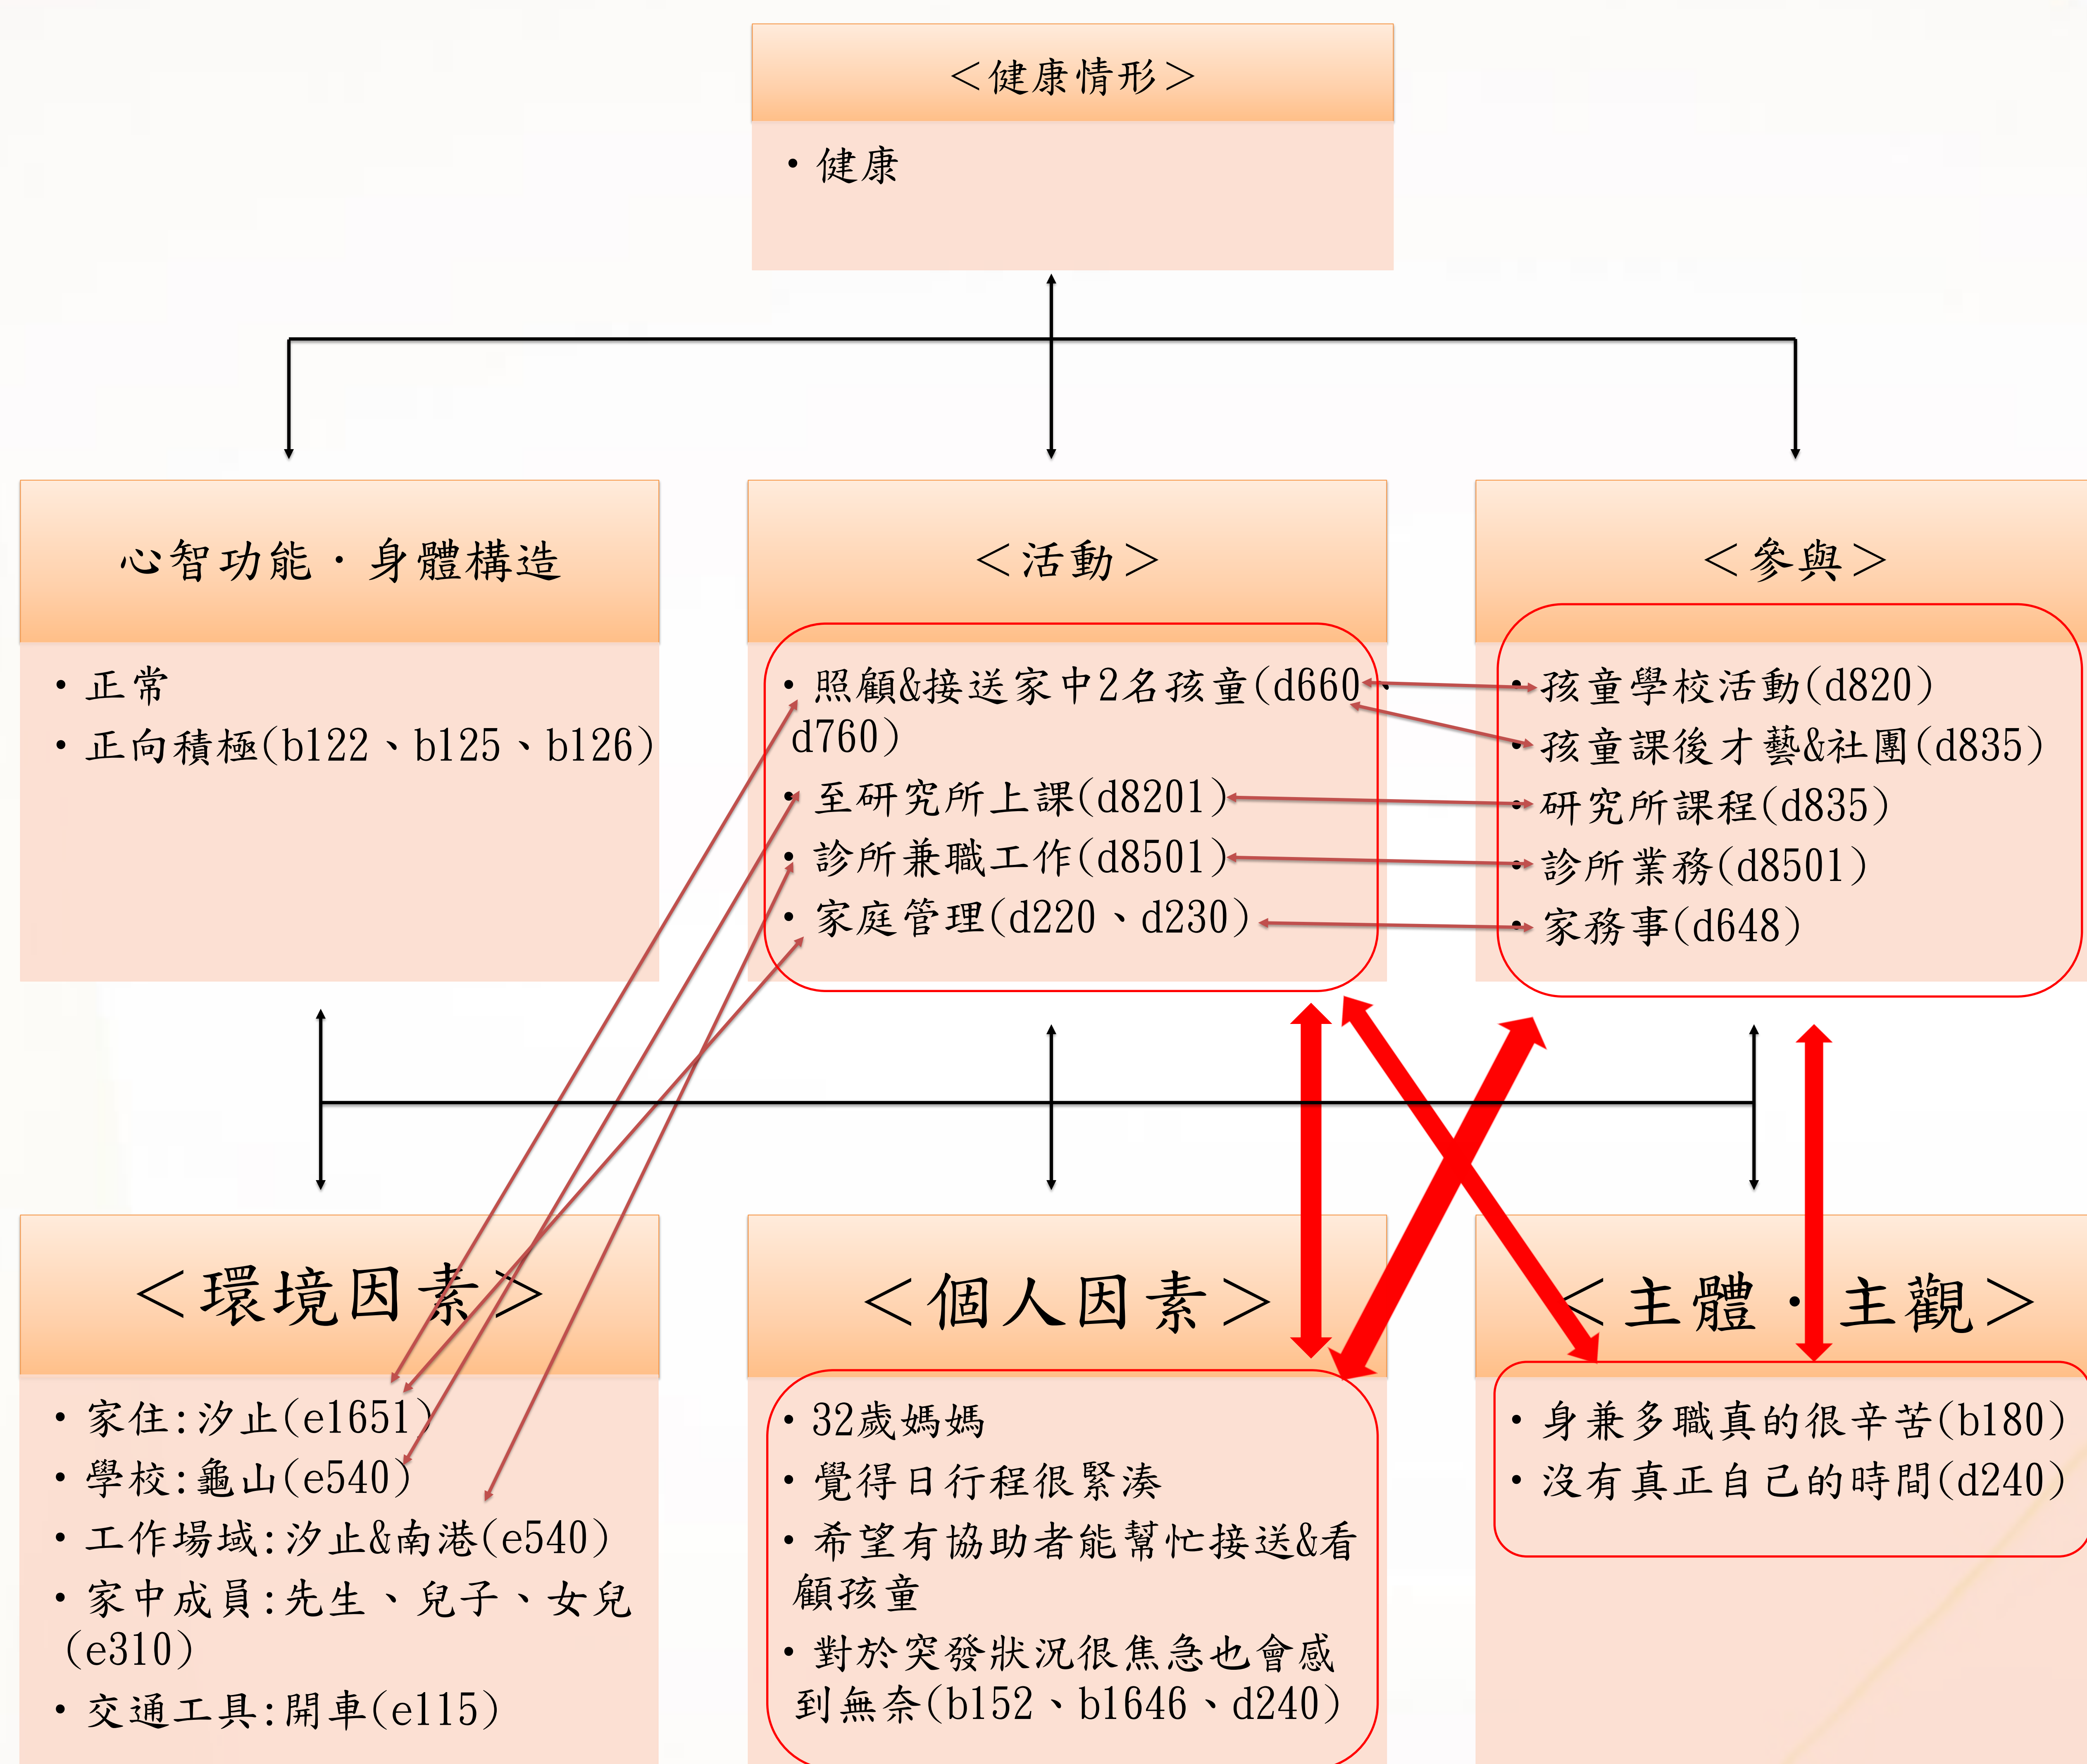 <健康情形>
•健康
心智功能•身體構造
•正常
•正向積極(b122、b125、b126)
<活動>
•照顧&接送家中2名孩童(d660、
d760)
•至研究所上課(d8201)
•診所兼職工作(d8501)
•家庭管理(d220、d230)
<參與>
•孩童學校活動(d820)
•孩童課後才藝&社團(d835)
•研究所課程(d835)
•診所業務(d8501)
•家務事(d648)
<環境因素>
•家住:汐止(e1651)
•學校:龜山(e540)
•工作場域:汐止&南港(e540)
•家中成員:先生、兒子、女兒
(e310)
•交通工具:開車(e115)
<個人因素>
•32歲媽媽
•覺得日行程很緊湊
•希望有協助者能幫忙接送&看
顧孩童
•對於突發狀況很焦急也會感
到無奈(b152、b1646、d240)
<主體•主觀>
•身兼多職真的很辛苦(b180)
•沒有真正自己的時間(d240)